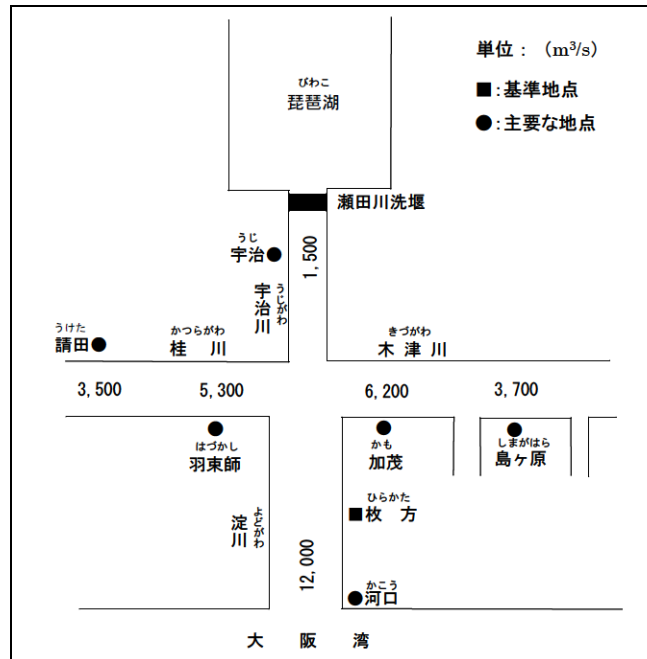 単位：（m³/s）
びわこ
琵琶湖
■:基準地点
●:主要な地点
瀬田川洗堰
うじ
宇治●
1,500
宇治川
うじがわ
うけた
請田●
かつらがわ
桂 川
きづがわ
木 津 川
3,500
5,300
6,200
3,700
はづかし
羽束師
かも
加茂
しまがはら
島ヶ原
ひらかた
■枚 方
淀川
よどがわ
12,000
かこう
●河口
大 阪 湾